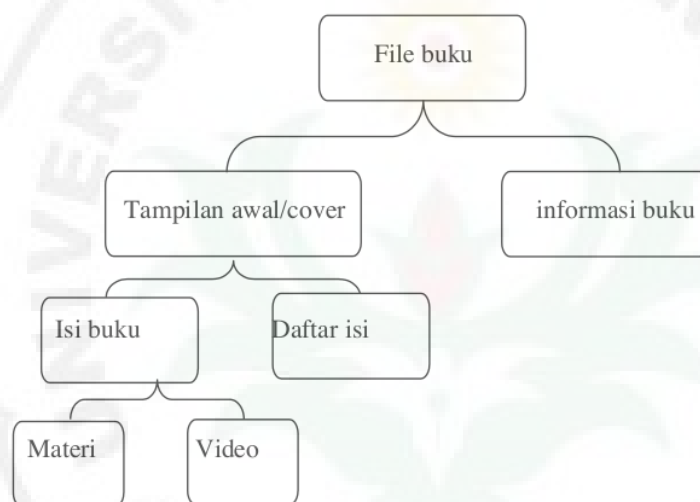 File buku
Tampilan awal/cover
informasi buku
Isi buku
Daftar isi
Materi
Video